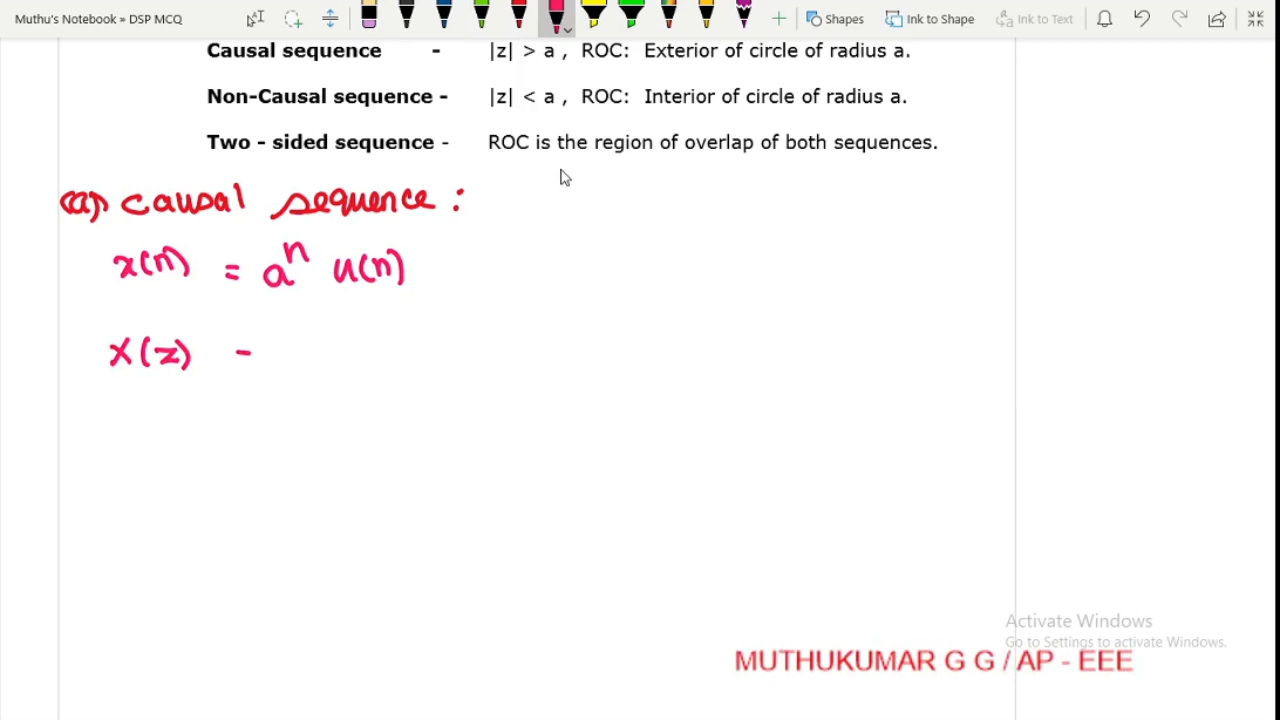 Muthu's Notebook » DSP MCQ Shapes Ink to Shape Ink to Text
Causal sequence - |z| > a , ROC: Exterior of circle of radius a.
Non-Causal sequence - |z| < a , ROC: Interior of circle of radius a.
Two - sided sequence - ROC is the region of overlap of both sequences.
(a) causal sequence :
x(n) = a^n u(n)
X(z) -
Activate Windows
Go to Settings to activate Windows.
MUTHUKUMAR G G / AP - EEE